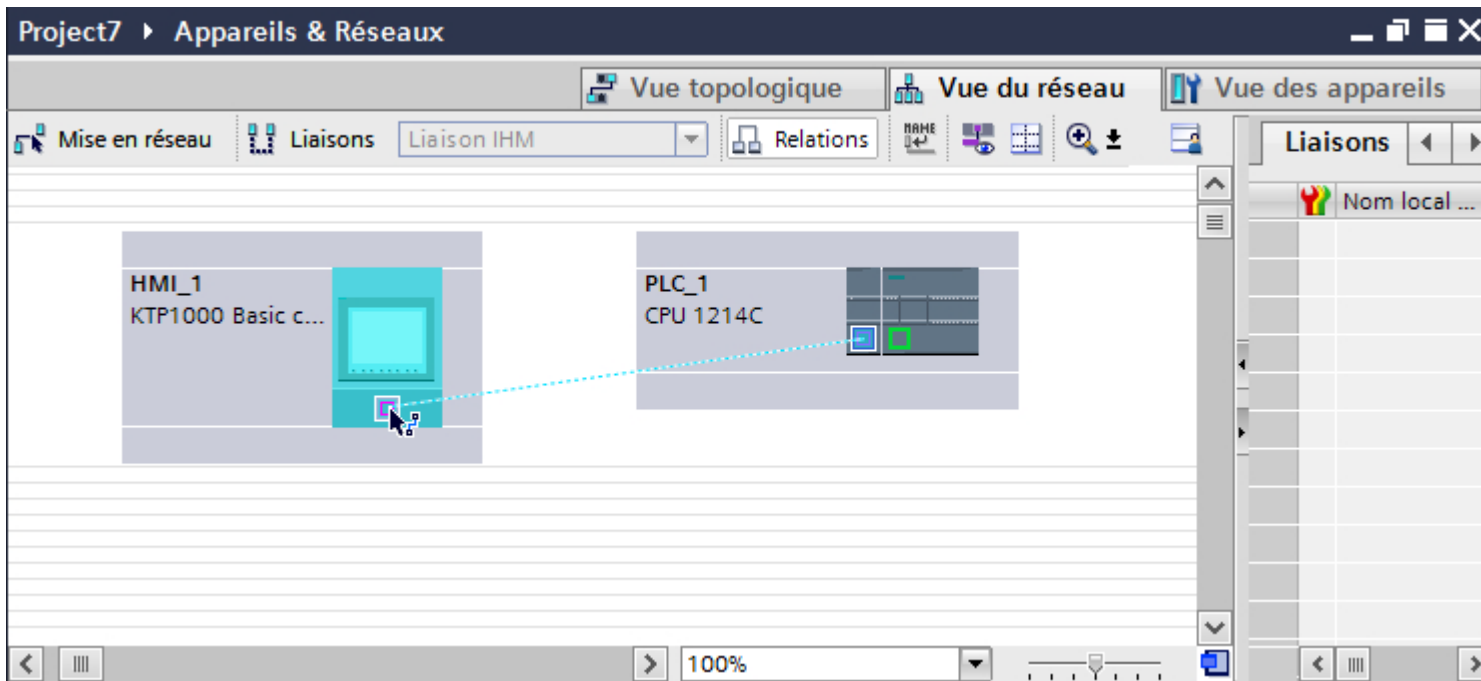 Project7 ▸ Appareils & Réseaux
Vue topologique Vue du réseau Vue des appareils
Mise en réseau Liaisons Liaison IHM Relations NAME Liaisons
Nom local ...
HMI_1
KTP1000 Basic c...
PLC_1
CPU 1214C
100%